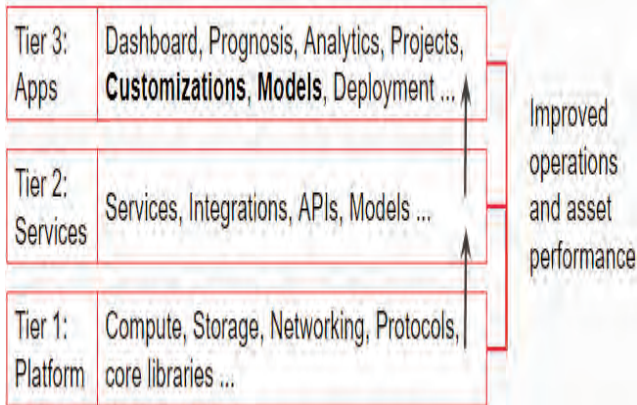 Tier 3:
Apps
Dashboard, Prognosis, Analytics, Projects,
Customizations, Models, Deployment ...
Tier 2:
Services
Services, Integrations, APIs, Models ...
Tier 1:
Platform
Compute, Storage, Networking, Protocols,
core libraries ...
Improved
operations
and asset
performance